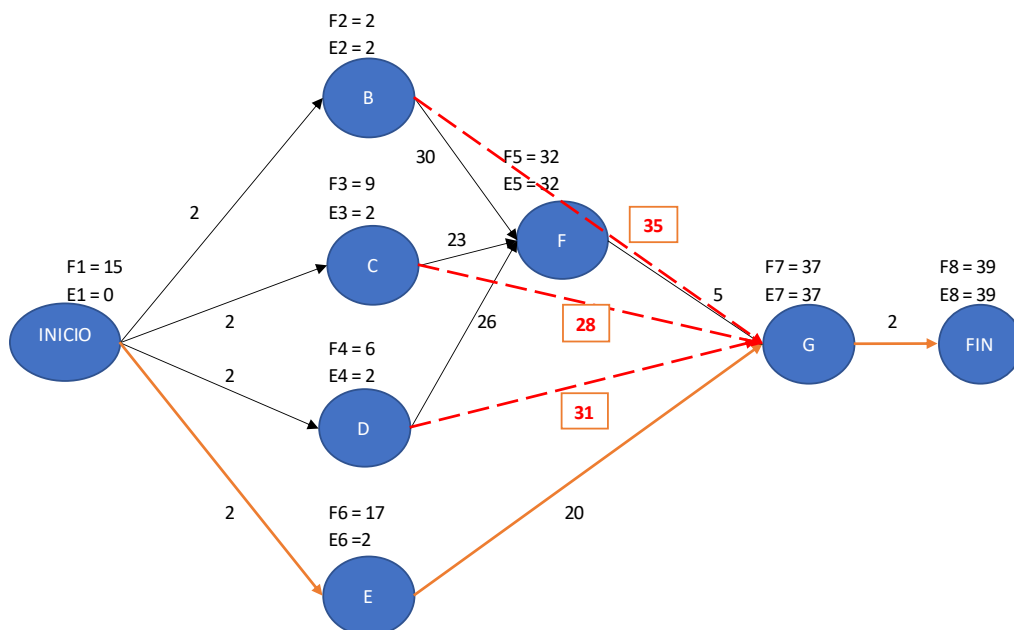 F2 = 2
E2 = 2
B
30
F5 = 32
E5 = 32
F3 = 9
E3 = 2
2
23
F
35
C
F1 = 15
E1 = 0
F7 = 37
E7 = 37
F8 = 39
E8 = 39
INICIO
2
28
26
5
2
G
FIN
F4 = 6
E4 = 2
2
31
D
F6 = 17
E6 =2
2
20
E